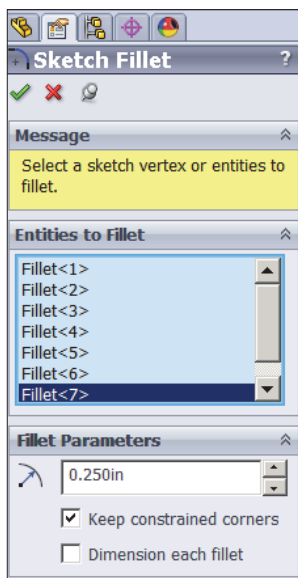 Sketch Fillet ?
Message
Select a sketch vertex or entities to
fillet.
Entities to Fillet
Fillet<1>
Fillet<2>
Fillet<3>
Fillet<4>
Fillet<5>
Fillet<6>
Fillet<7>
Fillet Parameters
0.250in
Keep constrained corners
Dimension each fillet